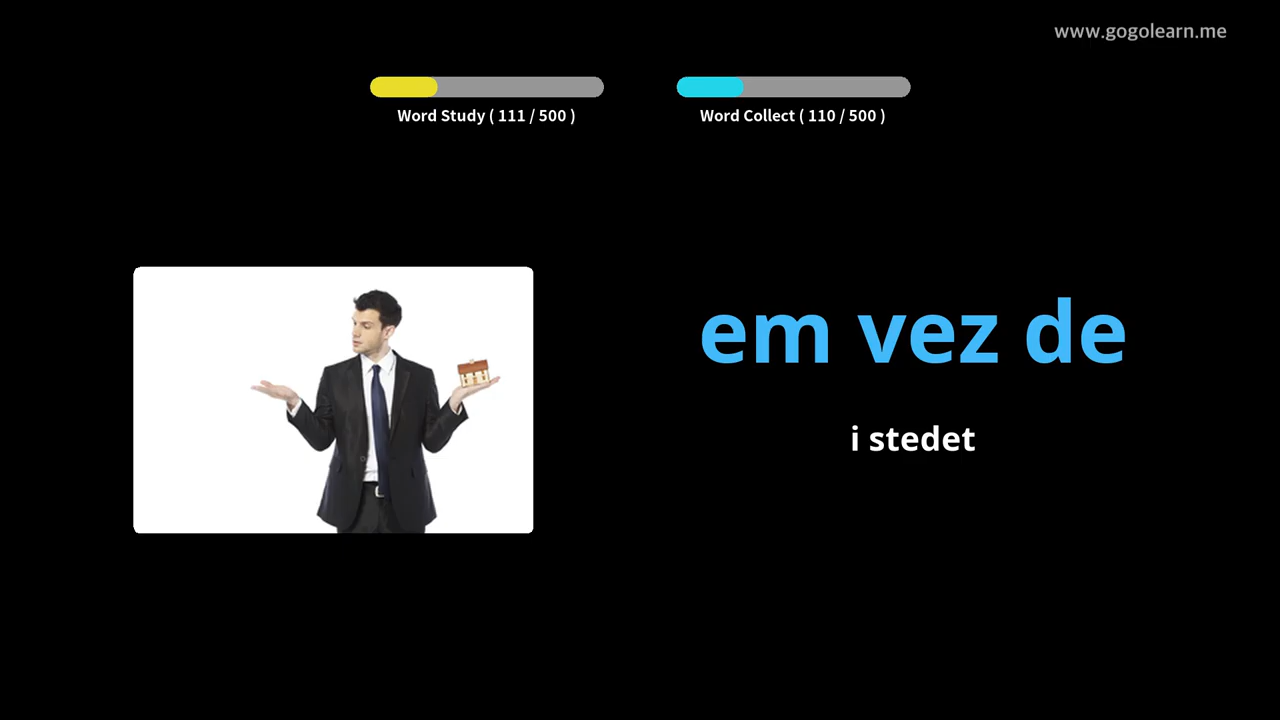 www.gogolearn.me
Word Study ( 111 / 500 )
Word Collect ( 110 / 500 )
em vez de
i stedet